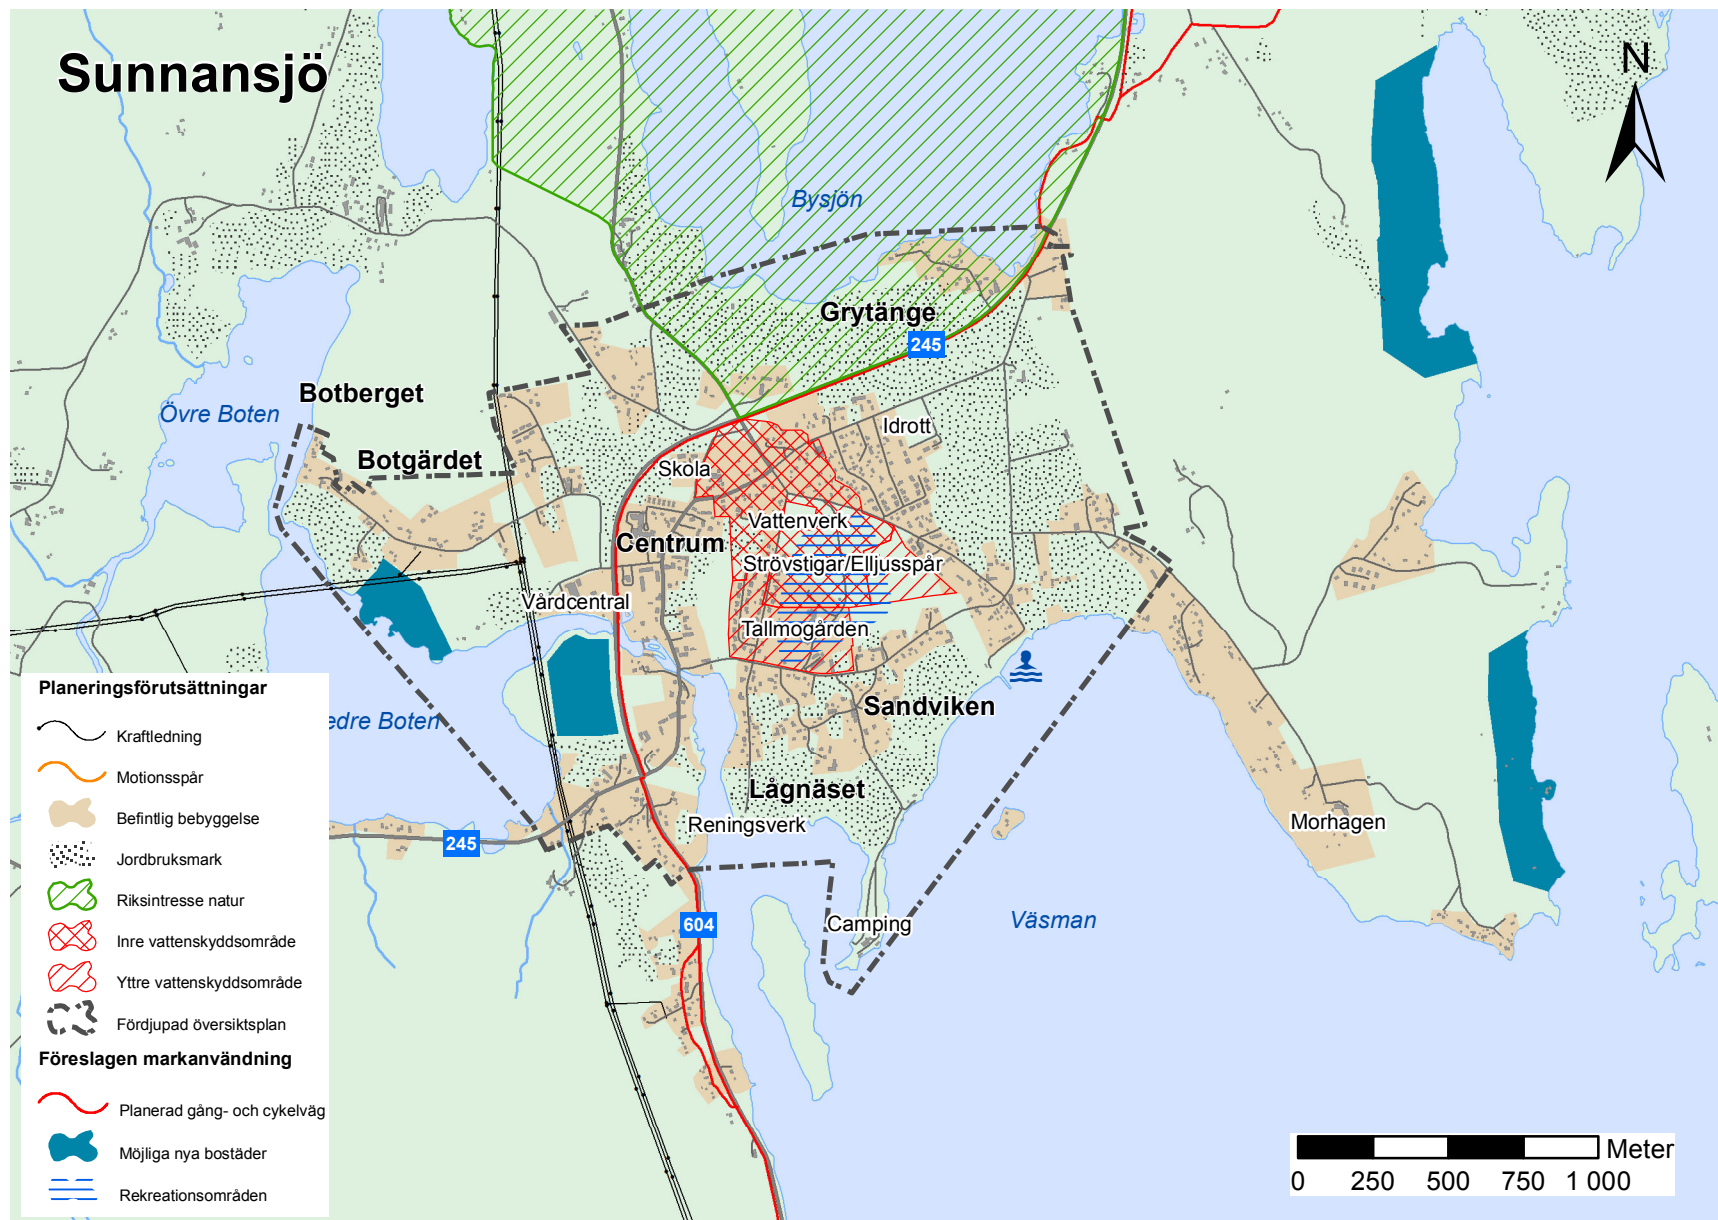 Sunnansjö
N
Bysjön
Grytänge
245
Botberget
Övre Boten
Idrott
Botgärdet
Skola
Vattenverk
Centrum
Strövstigar/Elljusspår
Vårdcentral
Tallmogården
Sandviken
edre Boten
Lågnäset
Reningsverk
Morhagen
245
604
Camping
Väsman
Planeringsförutsättningar
Kraftledning
Motionsspår
Befintlig bebyggelse
Jordbruksmark
Riksintresse natur
Inre vattenskyddsområde
Yttre vattenskyddsområde
Fördjupad översiktsplan
Föreslagen markanvändning
Planerad gång- och cykelväg
Möjliga nya bostäder
Rekreationsområden
Meter
0 250 500 750 1 000